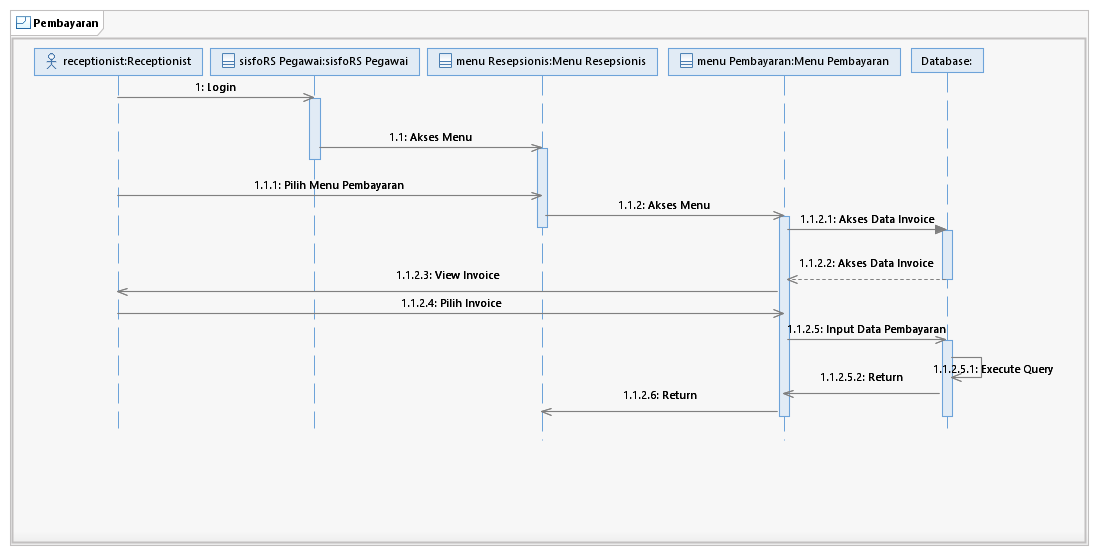 Pembayaran
receptionist:Receptionist
sisfoRS Pegawai:sisfoRS Pegawai
menu Resepsionis:Menu Resepsionis
menu Pembayaran:Menu Pembayaran
Database:
1: Login
1.1: Akses Menu
1.1.1: Pilih Menu Pembayaran
1.1.2: Akses Menu
1.1.2.1: Akses Data Invoice
1.1.2.2: Akses Data Invoice
1.1.2.3: View Invoice
1.1.2.4: Pilih Invoice
1.1.2.5: Input Data Pembayaran
1.1.2.5.1: Execute Query
1.1.2.5.2: Return
1.1.2.6: Return